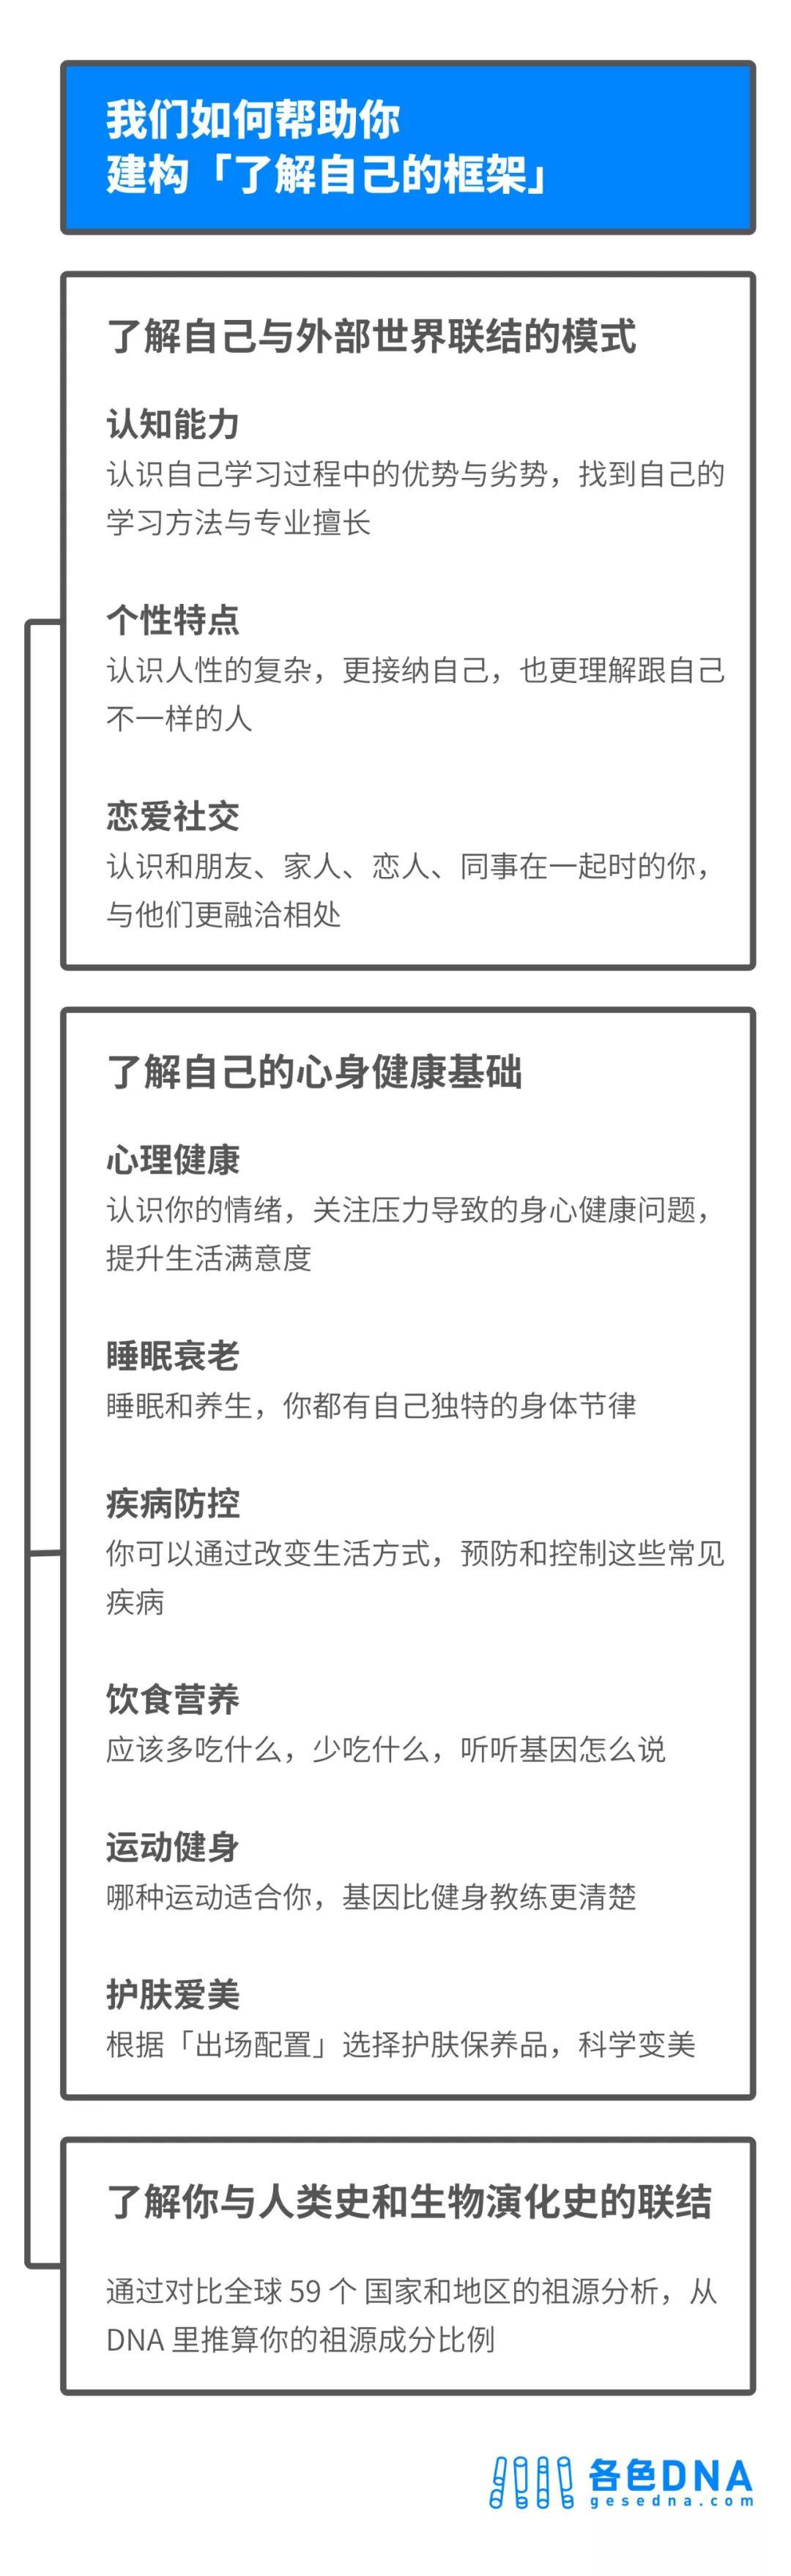 我们如何帮助你
建构「了解自己的框架」
了解自己与外部世界联结的模式
认知能力
认识自己学习过程中的优势与劣势，找到自己的
学习方法与专业擅长
个性特点
认识人性的复杂，更接纳自己，也更理解跟自己
不一样的人
恋爱社交
认识和朋友、家人、恋人、同事在一起时的你，
与他们更融洽相处
了解自己的心身健康基础
心理健康
认识你的情绪，关注压力导致的身心健康问题，
提升生活满意度
睡眠衰老
睡眠和养生，你都有自己独特的身体节律
疾病防控
你可以通过改变生活方式，预防和控制这些常见
疾病
饮食营养
应该多吃什么，少吃什么，听听基因怎么说
运动健身
哪种运动适合你，基因比健身教练更清楚
护肤爱美
根据「出场配置」选择护肤保养品，科学变美
了解你与人类史和生物演化史的联结
通过对比全球 59 个 国家和地区的祖源分析，从
DNA 里推算你的祖源成分比例
各色DNA
gesedna.com